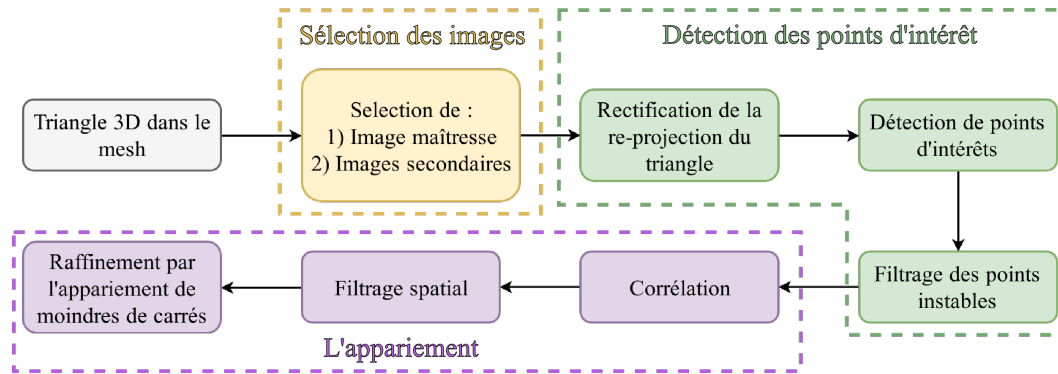 Sélection des images
Détection des points d'intérêt
Triangle 3D dans le
mesh
Selection de :
1) Image maîtresse
2) Images secondaires
Rectification de la
re-projection du
triangle
Détection de points
d'intérêts
Filtrage des points
instables
Corrélation
Filtrage spatial
Raffinement par
l'appariement de
moindres de carrés
L'appariement